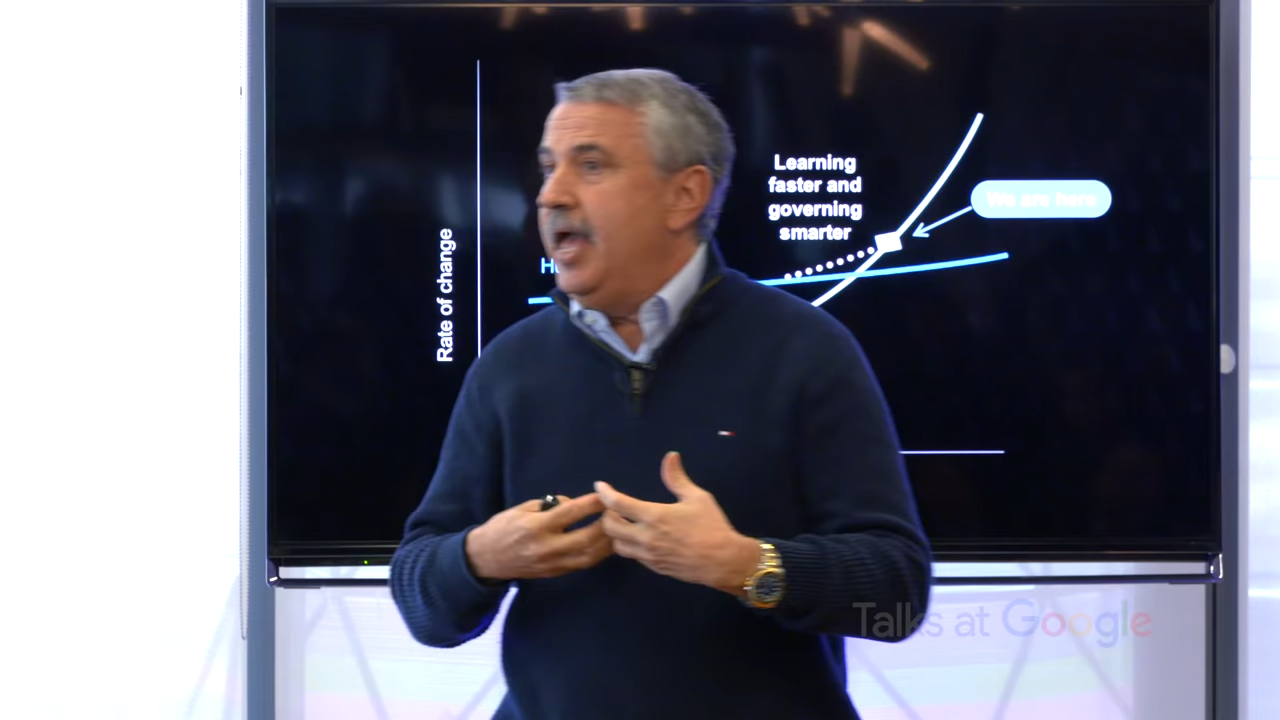 Rate of change
Learning
faster and
governing
smarter
We are here
Talks at Google